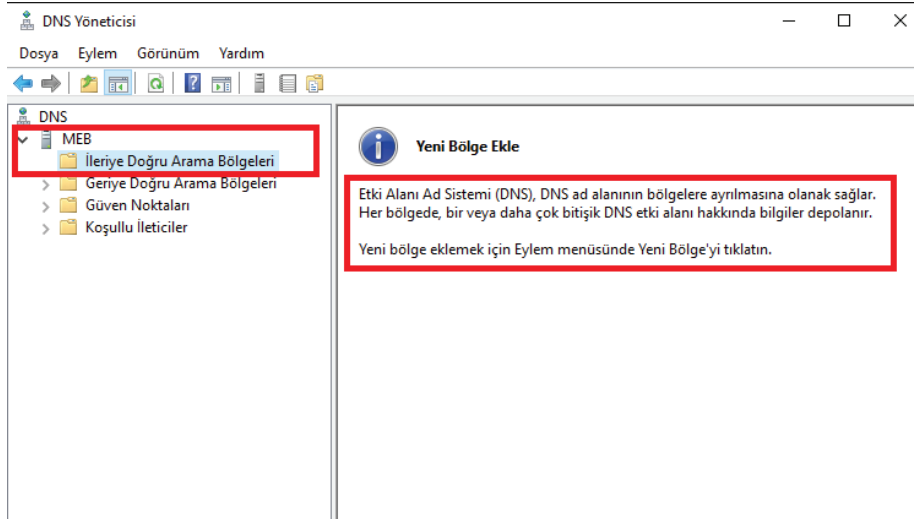 DNS Yöneticisi
Dosya Eylem Görünüm Yardım
DNS
MEB
İleriye Doğru Arama Bölgeleri
Geriye Doğru Arama Bölgeleri
Güven Noktaları
Koşullu İleticiler
Yeni Bölge Ekle
Etki Alanı Ad Sistemi (DNS), DNS ad alanının bölgelere ayrılmasına olanak sağlar.
Her bölgede, bir veya daha çok bitişik DNS etki alanı hakkında bilgiler depolanır.
Yeni bölge eklemek için Eylem menüsünde Yeni Bölge'yi tıklatın.